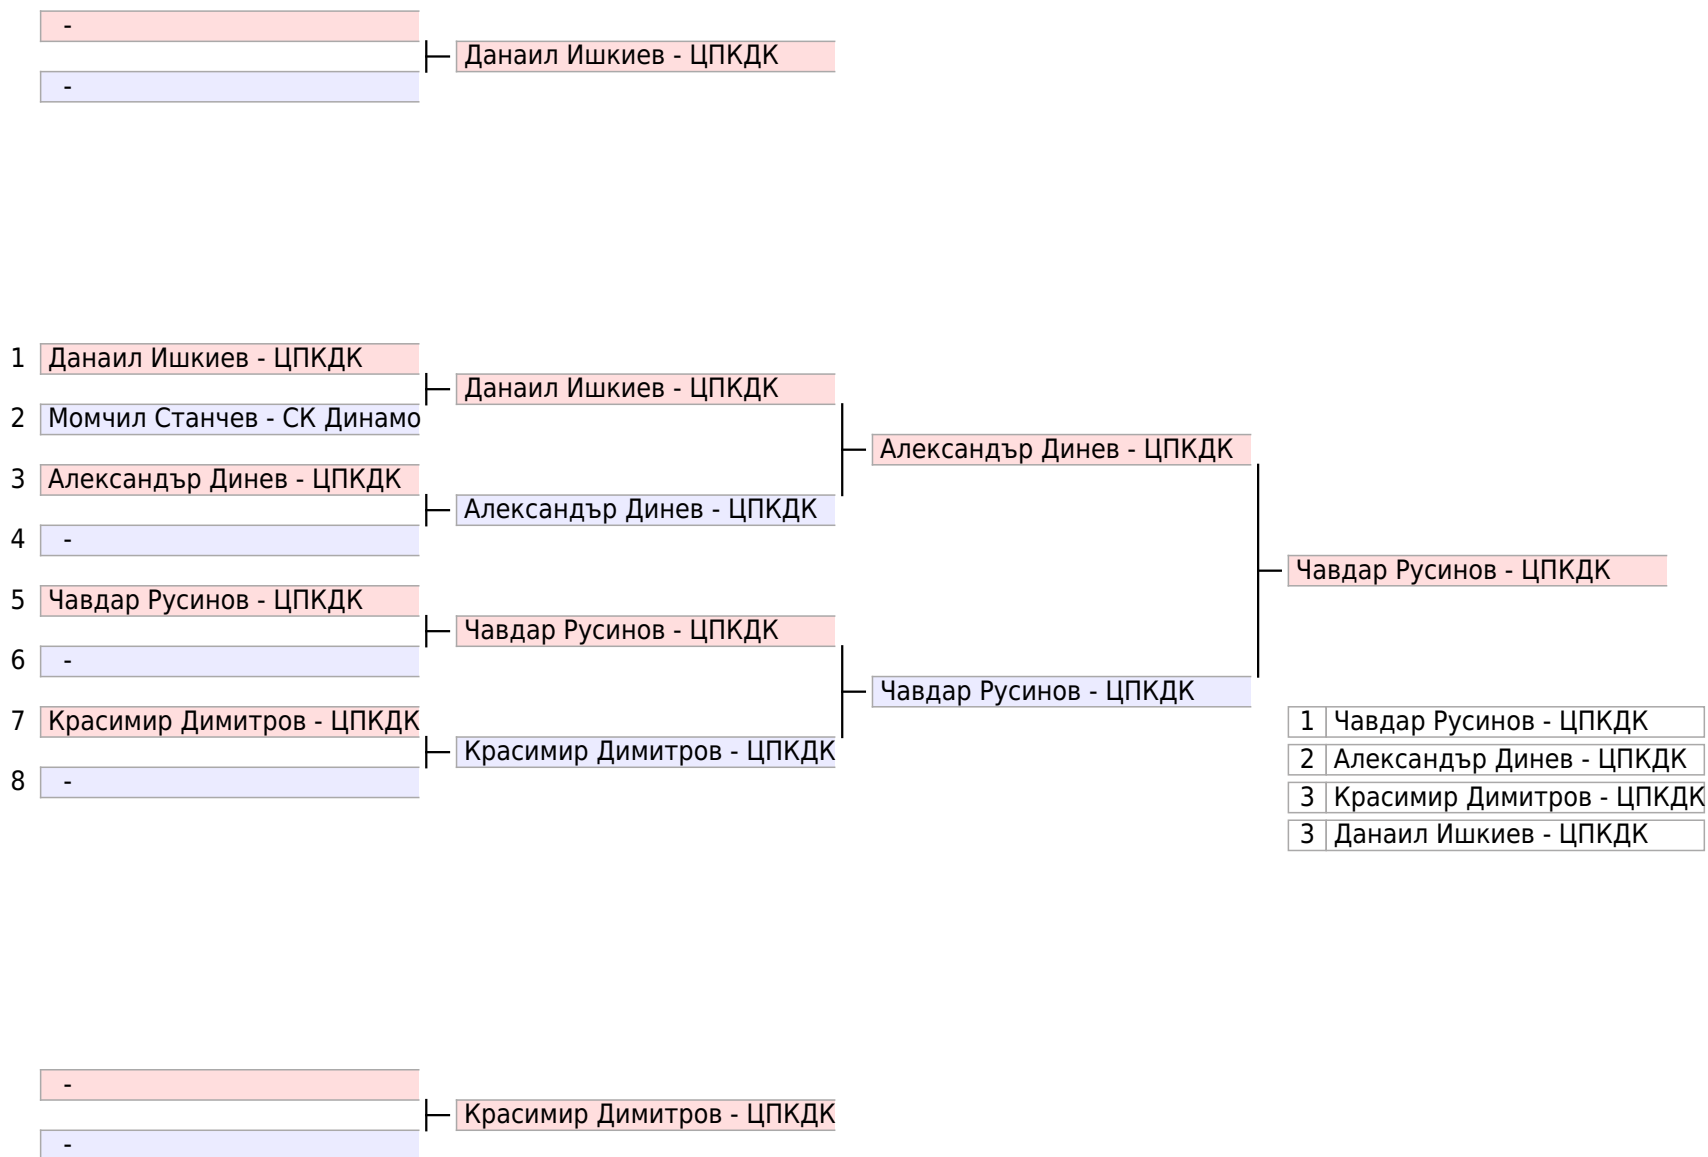 -
Данаил Ишкиев - ЦПКДК
-
1 Данаил Ишкиев - ЦПКДК
Данаил Ишкиев - ЦПКДК
2 Момчил Станчев - СК Динамо
Александър Динев - ЦПКДК
3 Александър Динев - ЦПКДК
Александър Динев - ЦПКДК
4 -
Чавдар Русинов - ЦПКДК
5 Чавдар Русинов - ЦПКДК
Чавдар Русинов - ЦПКДК
6 -
Чавдар Русинов - ЦПКДК
7 Красимир Димитров - ЦПКДК
Красимир Димитров - ЦПКДК
8 -
1 Чавдар Русинов - ЦПКДК
2 Александър Динев - ЦПКДК
3 Красимир Димитров - ЦПКДК
3 Данаил Ишкиев - ЦПКДК
-
Красимир Димитров - ЦПКДК
-